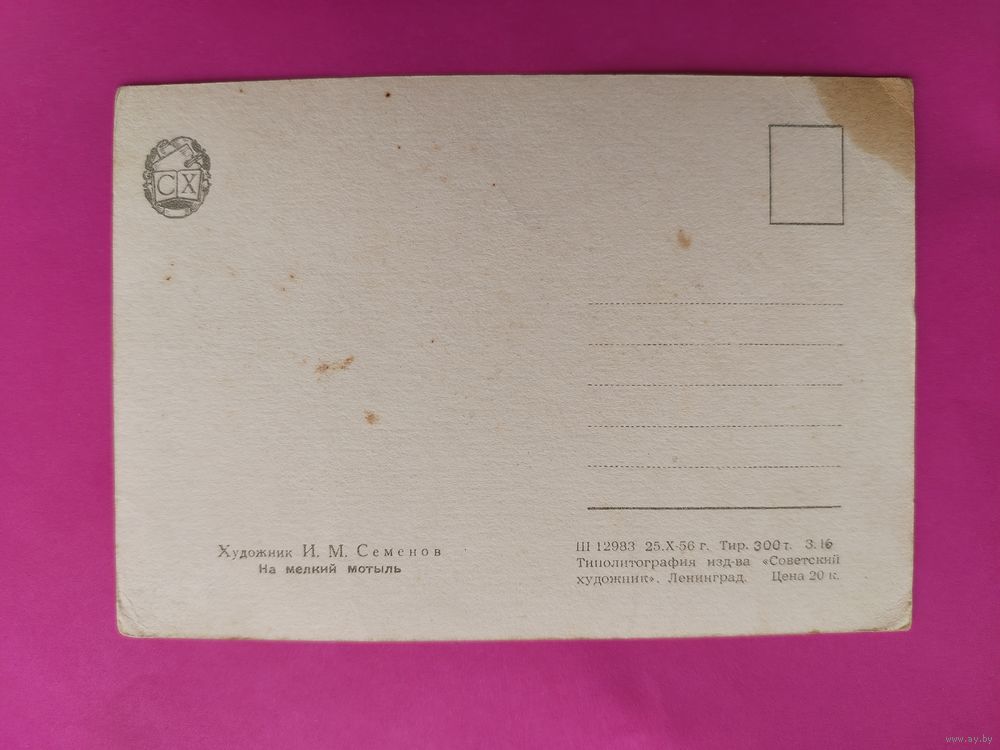 СХ
Художник И. М. Семенов
На мелкий мотыль
Ш 12983 25.X-56 г. Тир. 300 т. З. 16
Типолитография изд-ва «Советский
художник», Ленинград. Цена 20 к.
www.ay.by